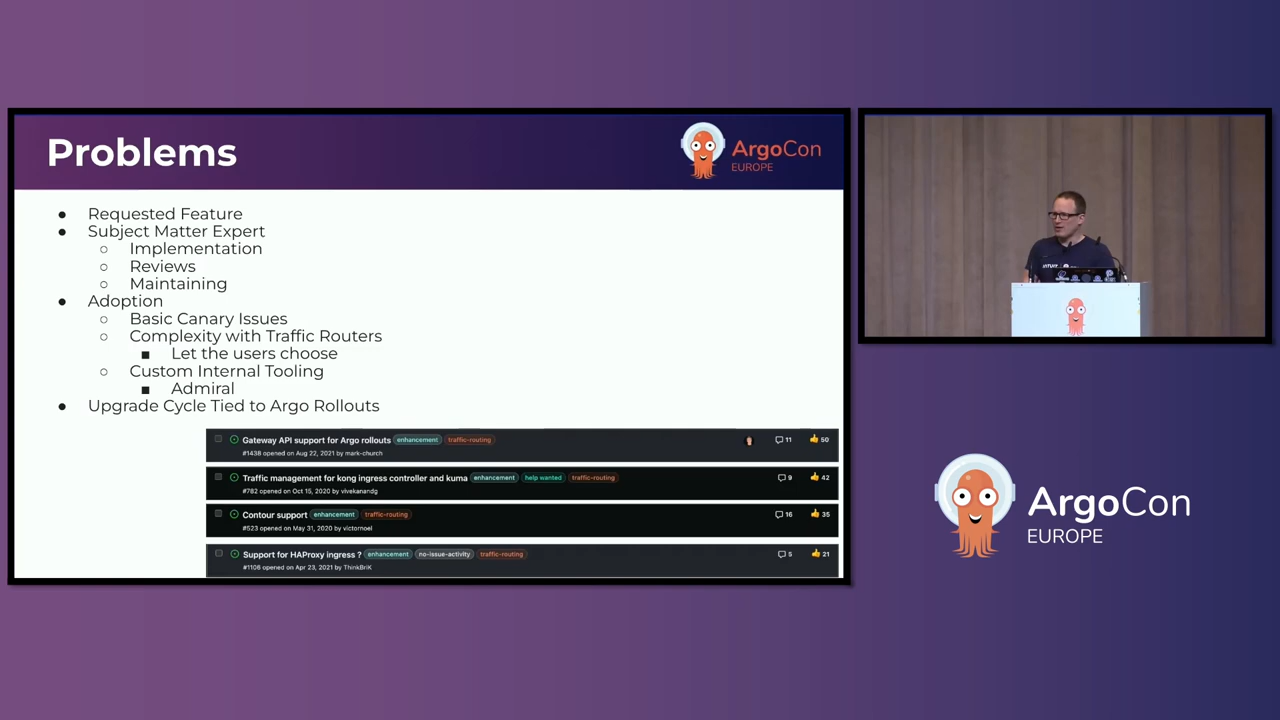 Problems
ArgoCon
EUROPE
● Requested Feature
● Subject Matter Expert
○ Implementation
○ Reviews
○ Maintaining
● Adoption
○ Basic Canary Issues
○ Complexity with Traffic Routers
■ Let the users choose
○ Custom Internal Tooling
■ Admiral
● Upgrade Cycle Tied to Argo Rollouts
Gateway API support for Argo rollouts enhancement traffic-routing 11 50
#1438 opened on Aug 22, 2021 by mark-church
Traffic management for kong ingress controller and kuma enhancement help wanted traffic-routing 9 42
#782 opened on Oct 15, 2020 by vivekanandg
Contour support enhancement traffic-routing 16 35
#523 opened on May 31, 2020 by victornoel
Support for HAProxy ingress ? enhancement no-issue-activity traffic-routing 5 21
#1106 opened on Apr 23, 2021 by ThinkBriK
ArgoCon
EUROPE